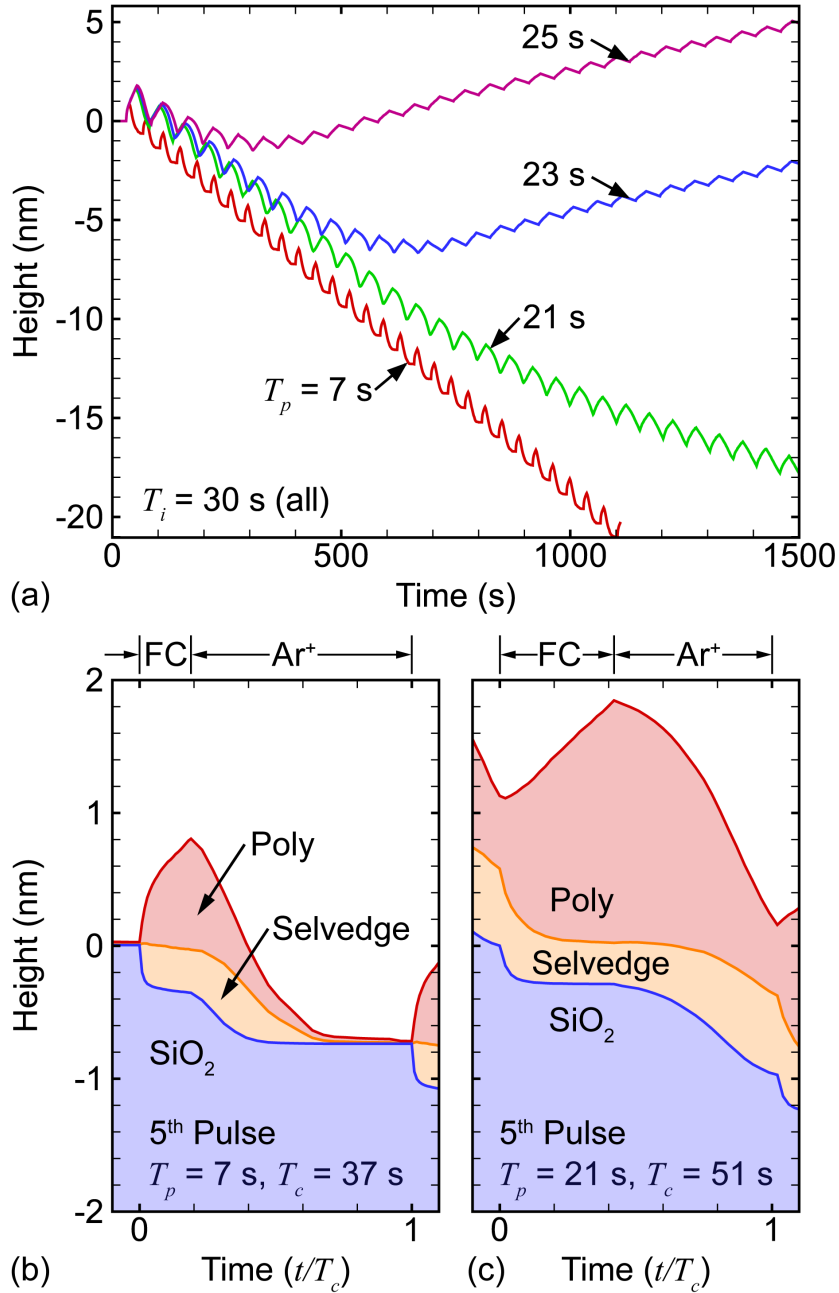 5
0
-5
-10
-15
-20
Height (nm)
25 s
23 s
21 s
T_p = 7 s
T_i = 30 s (all)
0 500 1000 1500
(a) Time (s)
FC Ar⁺ FC Ar⁺
2
1
0
-1
-2
Height (nm)
Poly
Selvedge
SiO₂
5th Pulse
T_p = 7 s, T_c = 37 s
0 1
(b) Time (t/T_c)
Poly
Selvedge
SiO₂
5th Pulse
T_p = 21 s, T_c = 51 s
0 1
(c) Time (t/T_c)